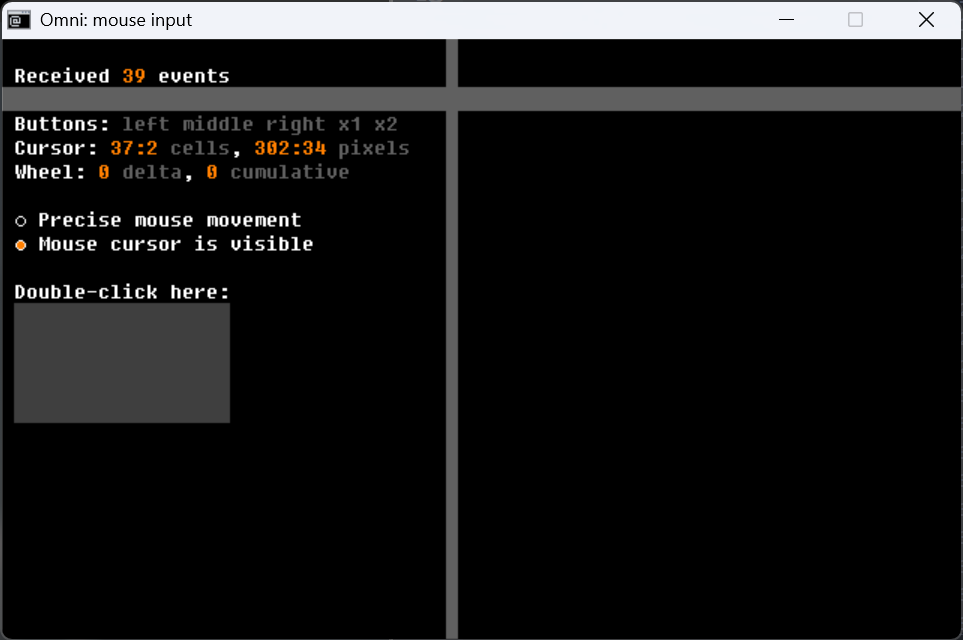 Omni: mouse input
Received 39 events
Buttons: left middle right x1 x2
Cursor: 37:2 cells, 302:34 pixels
Wheel: 0 delta, 0 cumulative
Precise mouse movement
Mouse cursor is visible
Double-click here: